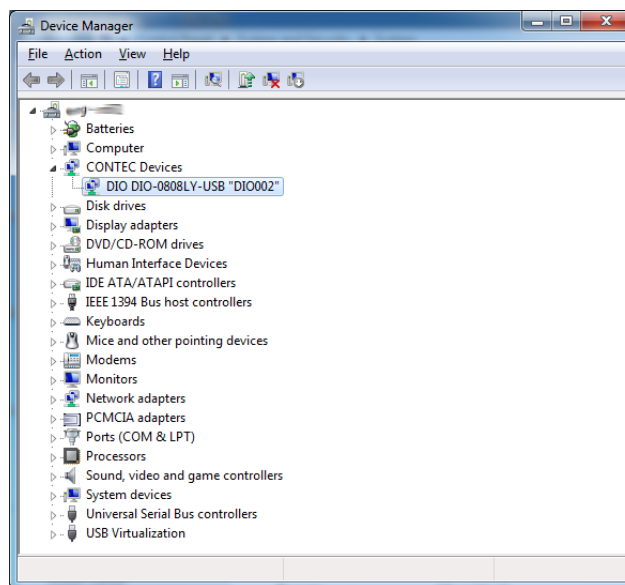 Device Manager
File Action View Help
Batteries
Computer
CONTEC Devices
DIO DIO-0808LY-USB "DIO002"
Disk drives
Display adapters
DVD/CD-ROM drives
Human Interface Devices
IDE ATA/ATAPI controllers
IEEE 1394 Bus host controllers
Keyboards
Mice and other pointing devices
Modems
Monitors
Network adapters
PCMCIA adapters
Ports (COM & LPT)
Processors
Sound, video and game controllers
System devices
Universal Serial Bus controllers
USB Virtualization